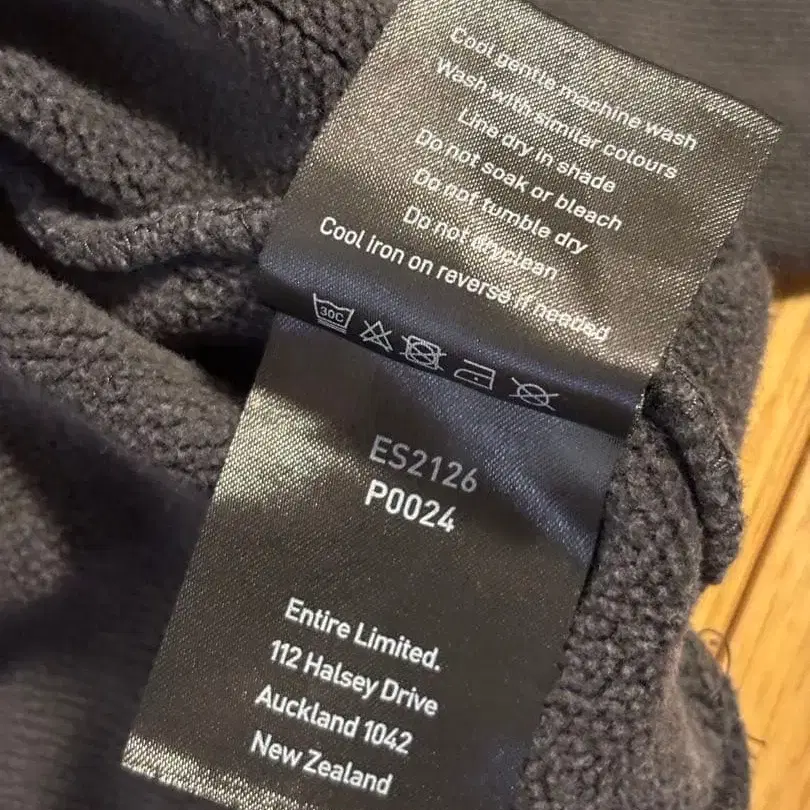 Cool gentle machine wash
Wash with similar colours
Line dry in shade
Do not soak or bleach
Do not tumble dry
Do not dryclean
Cool iron on reverse if needed
30C
ES2126
P0024
Entire Limited.
112 Halsey Drive
Auckland 1042
New Zealand